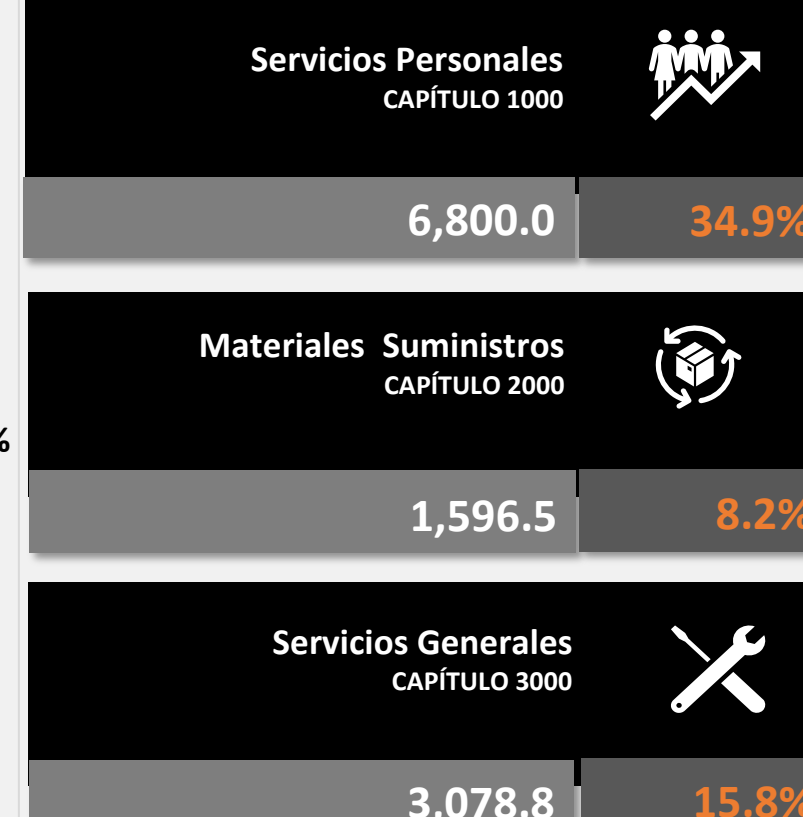 Servicios Personales
CAPÍTULO 1000
6,800.0 34.9%
Materiales Suministros
CAPÍTULO 2000
%
1,596.5 8.2%
Servicios Generales
CAPÍTULO 3000
3,078.8 15.8%